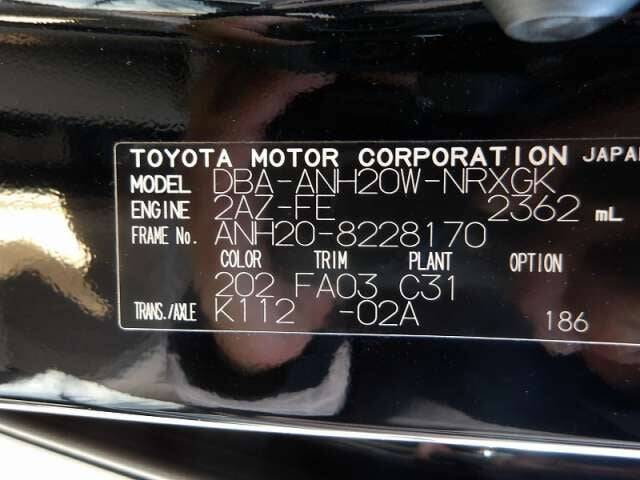 TOYOTA MOTOR CORPORATION JAPAN
MODEL DBA-ANH20W-NRXGK
ENGINE 2AZ-FE 2362 mL
FRAME No. ANH20-8228170
COLOR TRIM PLANT OPTION
202 FA03 C31
TRANS./AXLE K112 -02A 186